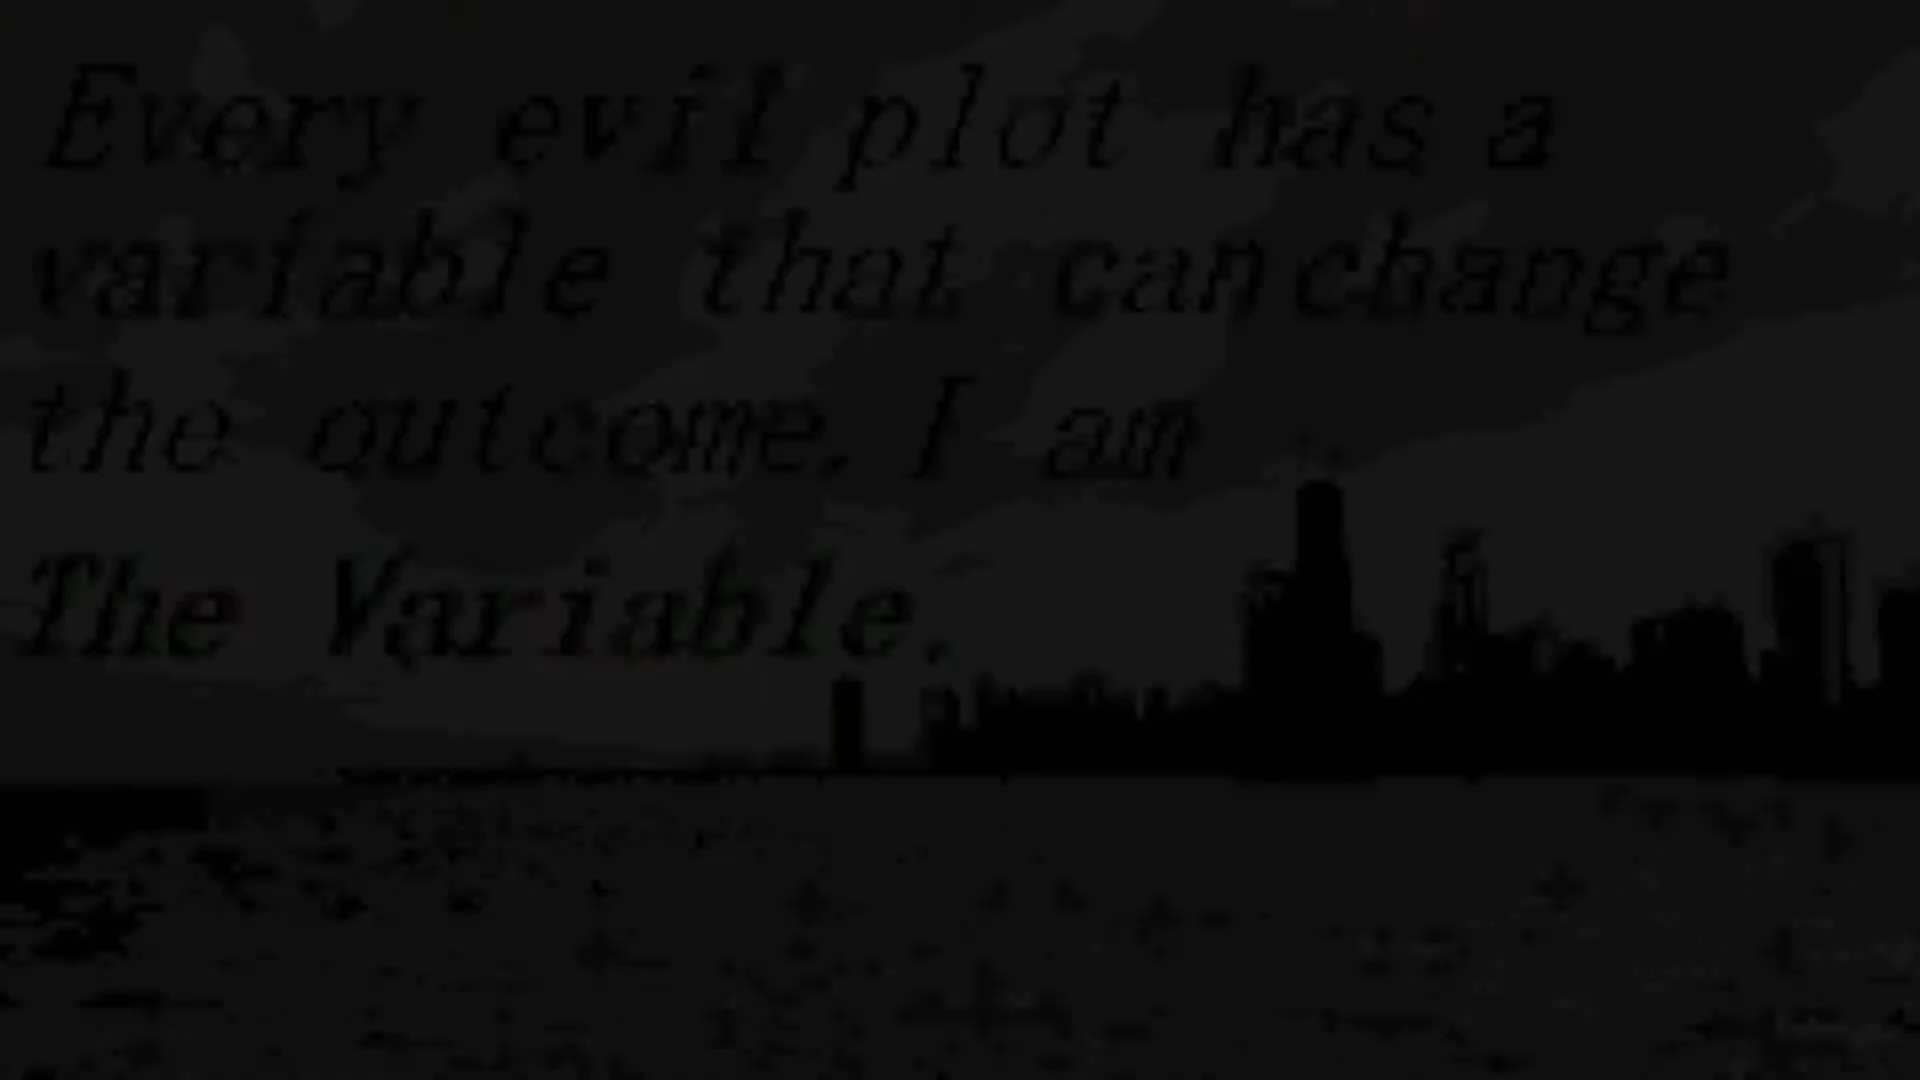 Every evil plot has a
variable that can change
the outcome. I am
The Variable.